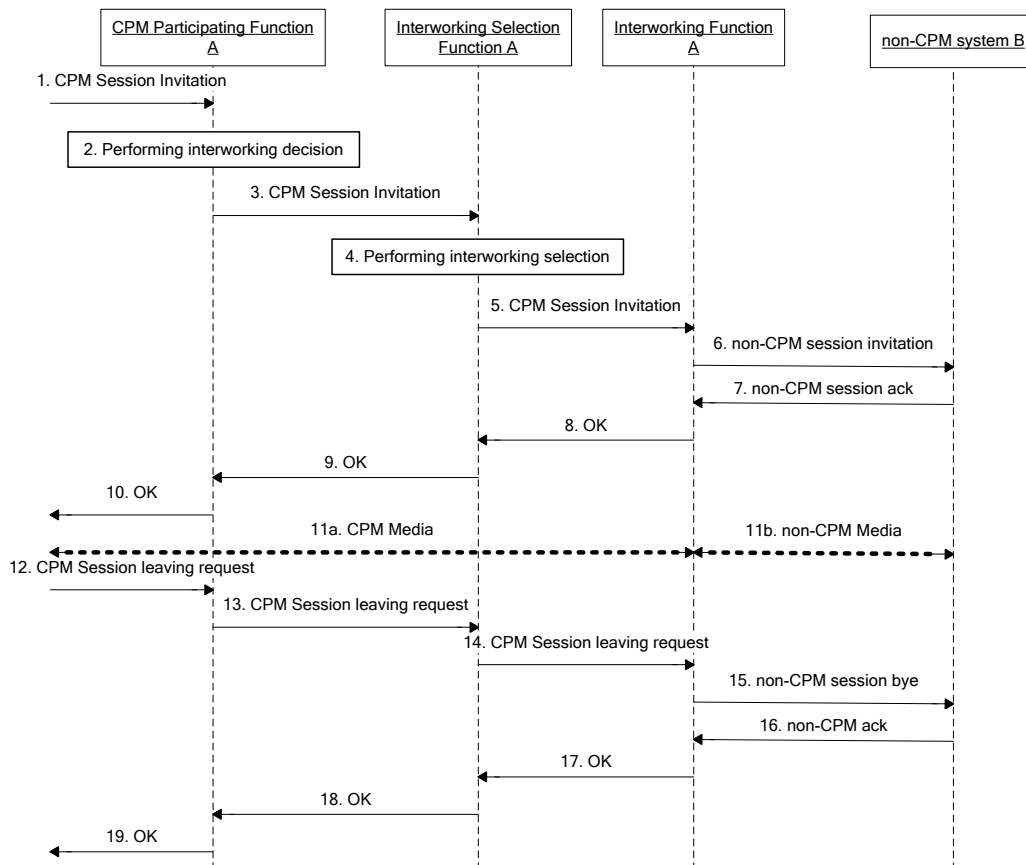 CPM Participating Function
A
Interworking Selection
Function A
Interworking Function
A
non-CPM system B
1. CPM Session Invitation
2. Performing interworking decision
3. CPM Session Invitation
4. Performing interworking selection
5. CPM Session Invitation
6. non-CPM session invitation
7. non-CPM session ack
8. OK
9. OK
10. OK
11a. CPM Media
11b. non-CPM Media
12. CPM Session leaving request
13. CPM Session leaving request
14. CPM Session leaving request
15. non-CPM session bye
16. non-CPM ack
17. OK
18. OK
19. OK